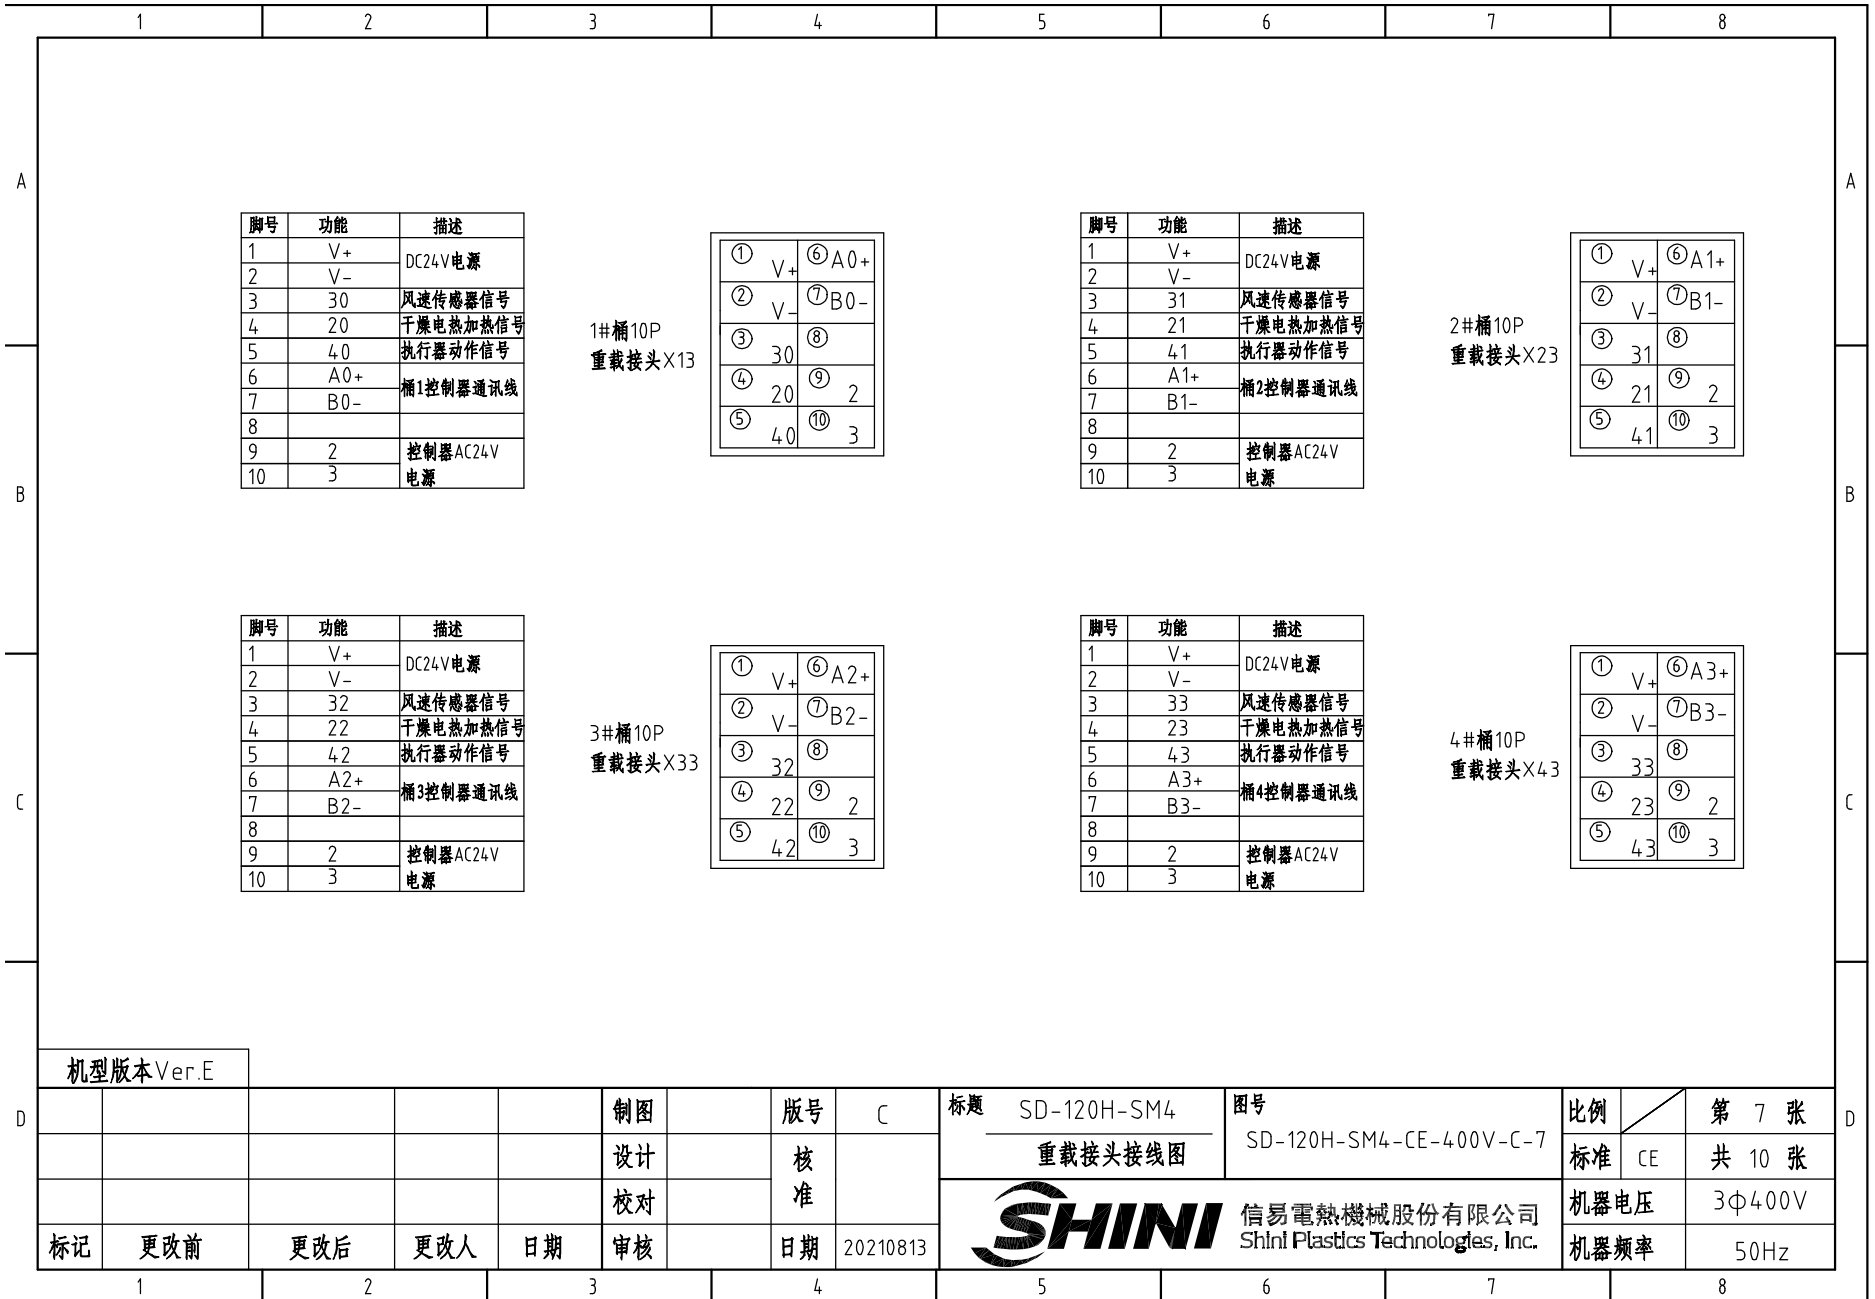 1 2 3 4 5 6 7 8
A A
脚号 功能 描述
1 V+ DC24V电源
2 V-
3 30 风速传感器信号
4 20 干燥电热加热信号
5 40 执行器动作信号
6 A0+ 桶1控制器通讯线
7 B0-
8
9 2 控制器AC24V
10 3 电源
1#桶10P
重载接头X13
① V+ ⑥ A0+
② V- ⑦ B0-
③ 30 ⑧
④ 20 ⑨ 2
⑤ 40 ⑩ 3
脚号 功能 描述
1 V+ DC24V电源
2 V-
3 31 风速传感器信号
4 21 干燥电热加热信号
5 41 执行器动作信号
6 A1+ 桶2控制器通讯线
7 B1-
8
9 2 控制器AC24V
10 3 电源
2#桶10P
重载接头X23
① V+ ⑥ A1+
② V- ⑦ B1-
③ 31 ⑧
④ 21 ⑨ 2
⑤ 41 ⑩ 3
B B
脚号 功能 描述
1 V+ DC24V电源
2 V-
3 32 风速传感器信号
4 22 干燥电热加热信号
5 42 执行器动作信号
6 A2+ 桶3控制器通讯线
7 B2-
8
9 2 控制器AC24V
10 3 电源
3#桶10P
重载接头X33
① V+ ⑥ A2+
② V- ⑦ B2-
③ 32 ⑧
④ 22 ⑨ 2
⑤ 42 ⑩ 3
脚号 功能 描述
1 V+ DC24V电源
2 V-
3 33 风速传感器信号
4 23 干燥电热加热信号
5 43 执行器动作信号
6 A3+ 桶4控制器通讯线
7 B3-
8
9 2 控制器AC24V
10 3 电源
4#桶10P
重载接头X43
① V+ ⑥ A3+
② V- ⑦ B3-
③ 33 ⑧
④ 23 ⑨ 2
⑤ 43 ⑩ 3
C C
机型版本Ver.E
D D
制图 版号 C
设计 核
校对 准
标记 更改前 更改后 更改人 日期 审核 日期 20210813
标题 SD-120H-SM4
重载接头接线图
图号
SD-120H-SM4-CE-400V-C-7
比例 第 7 张
标准 CE 共 10 张
机器电压 3Φ400V
机器频率 50Hz
SHINI
信易電熱機械股份有限公司
Shini Plastics Technologies, Inc.
1 2 3 4 5 6 7 8